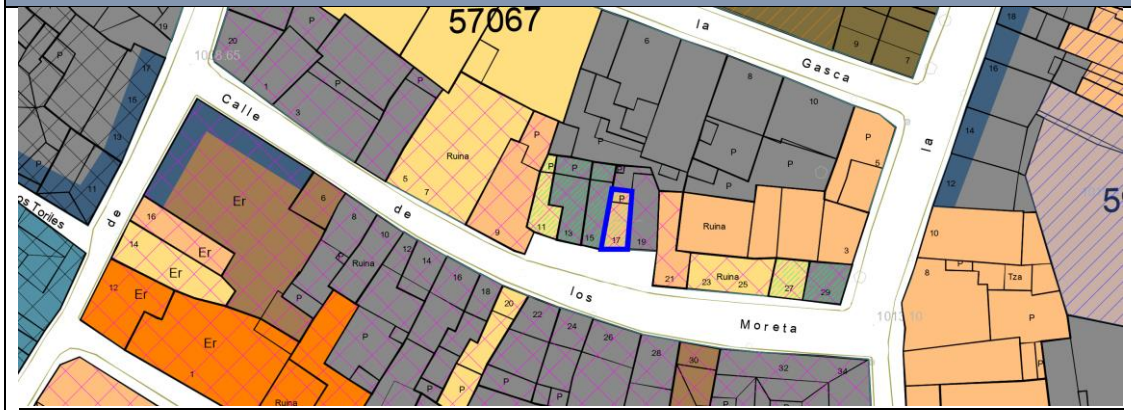 57067
la
Gasca
9
7
6
8
10
P
5
P
P
P
P
P
19
P
17
15
13
P
11
20
1018.65
1
3
Calle
de
los
Moreta
la
de
os Toriles
Ruina
5
7
9
P
P
11
13
15
P
P
17
19
21
Ruina
23
Ruina
25
27
29
3
18
16
14
12
10
8
P
Tza
P
P
59
1013.10
Er
6
8
10
12
14
16
18
20
22
24
26
28
30
32
34
Ruina
16
Er
14
Er
12
Er
Er
1
Ruina
P
P
P
P
P
P
P
P